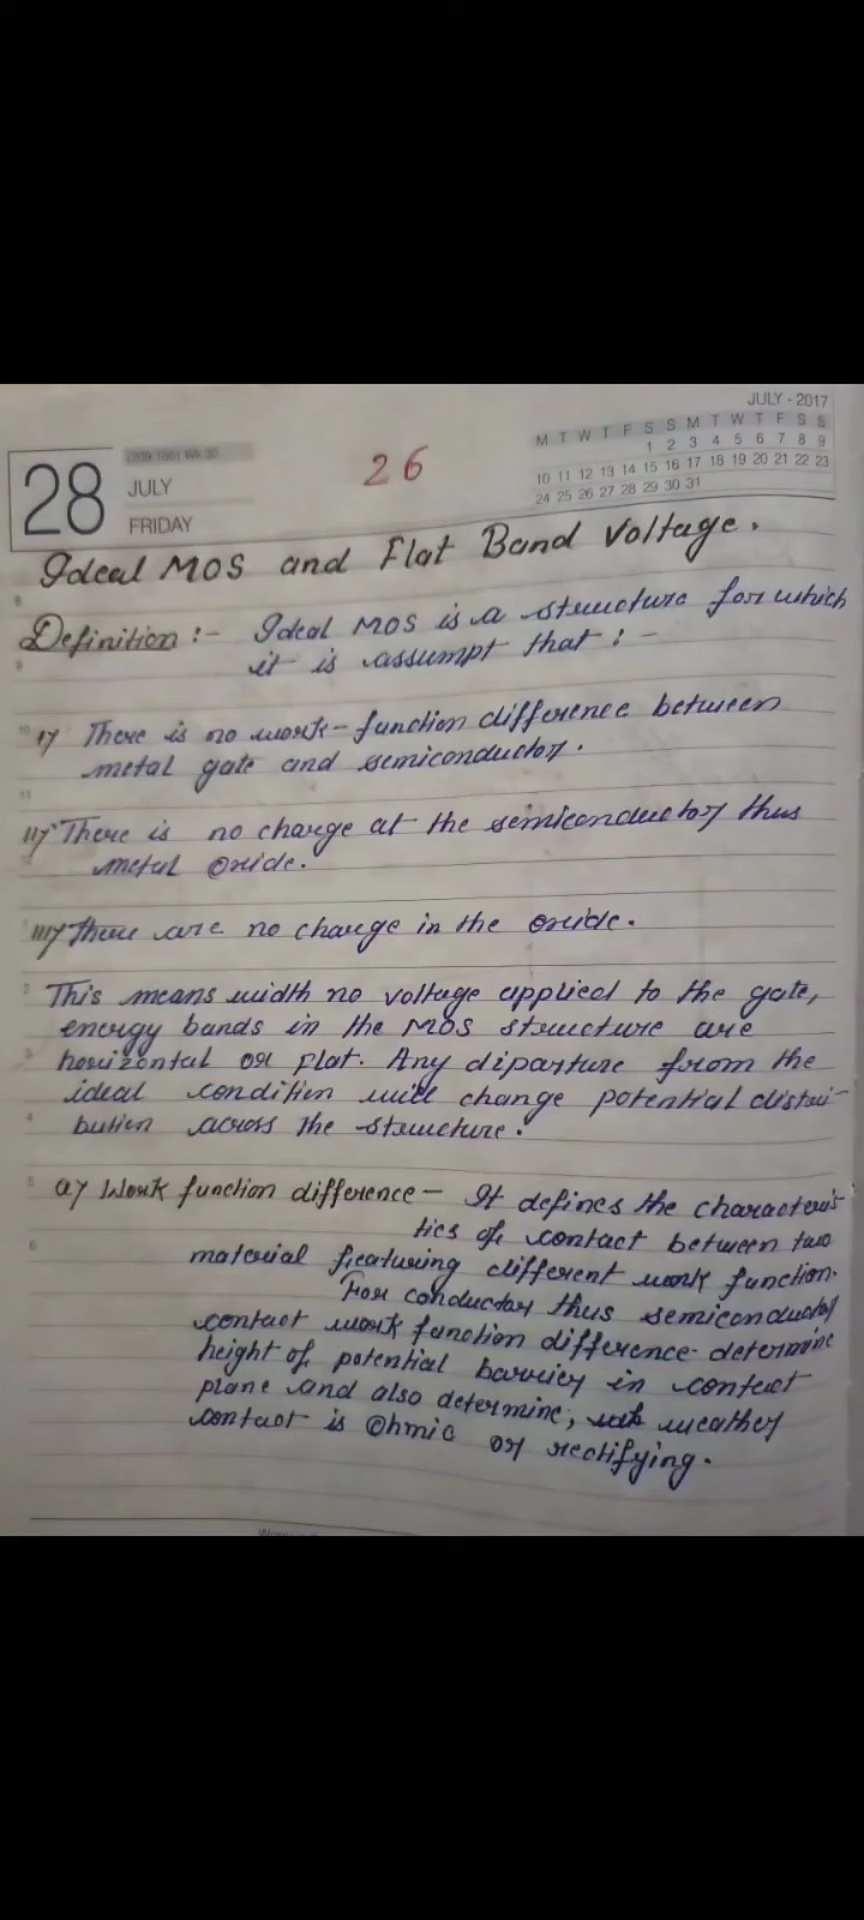 JULY - 2017
M T W T F S S M T W T F S S
1 2 3 4 5 6 7 8 9
10 11 12 13 14 15 16 17 18 19 20 21 22 23
24 25 26 27 28 29 30 31
28
JULY
FRIDAY
26
Ideal MOS and Flat Band Voltage.
Definition :- Ideal MOS is a structure for which
it is assumpt that : -
i) There is no work-function difference between
metal gate and semiconductor.
ii) There is no charge at the semiconductor thus
metal oxide.
iii) There are no charge in the oxide.
This means width no voltage applied to the gate,
energy bands in the MOS structure are
horizontal or flat. Any diparture from the
ideal condition will change potential distri-
bution across the structure.
a) Work function difference - It defines the characteris
tics of contact between two
material featuring different work function.
For conductor thus semiconductor
contact work function difference determine
height of potential barrier in contact
plane and also determine, weather
contact is Ohmic or rectifying.